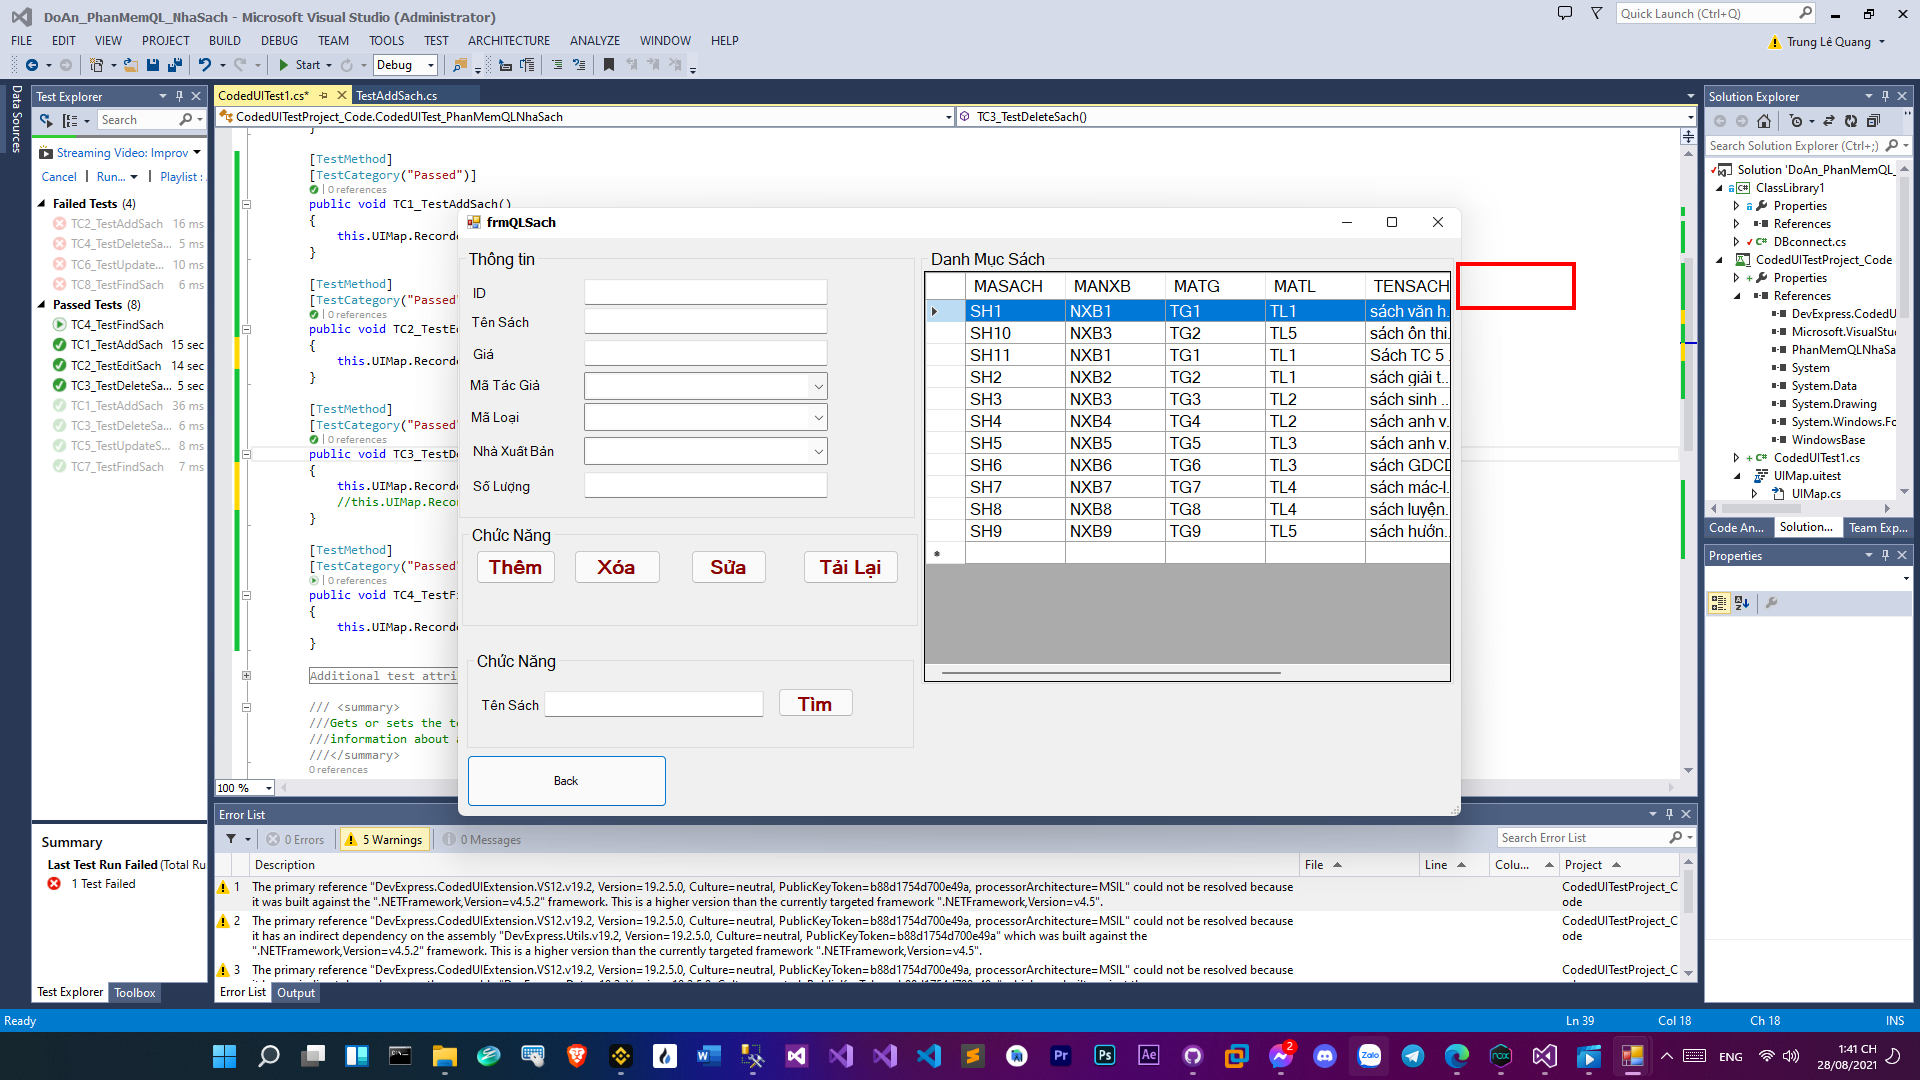 DoAn_PhanMemQL_NhaSach - Microsoft Visual Studio (Administrator)
Quick Launch (Ctrl+Q)
FILE EDIT VIEW PROJECT BUILD DEBUG TEAM TOOLS TEST ARCHITECTURE ANALYZE WINDOW HELP
Trung Lê Quang
Start Debug
Data Sources
Test Explorer
Search
Streaming Video: Improv
Cancel Run... Playlist :
Failed Tests (4)
TC2_TestAddSach 16 ms
TC4_TestDeleteSa... 5 ms
TC6_TestUpdate... 10 ms
TC8_TestFindSach 6 ms
Passed Tests (8)
TC4_TestFindSach
TC1_TestAddSach 15 sec
TC2_TestEditSach 14 sec
TC3_TestDeleteSa... 5 sec
TC1_TestAddSach 36 ms
TC3_TestDeleteSa... 6 ms
TC5_TestUpdateS... 8 ms
TC7_TestFindSach 7 ms
Summary
Last Test Run Failed (Total Ru
1 Test Failed
Test Explorer Toolbox
CodedUITest1.cs* TestAddSach.cs
CodedUITestProject_Code.CodedUITest_PhanMemQLNhaSach TC3_TestDeleteSach()
}
[TestMethod]
[TestCategory("Passed")]
0 references
public void TC1_TestAddSach()
{
this.UIMap.Recorde
}
[TestMethod]
[TestCategory("Passed"
0 references
public void TC2_TestEd
{
this.UIMap.Recorde
}
[TestMethod]
[TestCategory("Passed"
0 references
public void TC3_TestDe
{
this.UIMap.Recorde
//this.UIMap.Recor
}
[TestMethod]
[TestCategory("Passed"
0 references
public void TC4_TestFi
{
this.UIMap.Recorde
}
Additional test attri
/// <summary>
///Gets or sets the te
///information about a
///</summary>
0 references
100 %
frmQLSach
Thông tin
ID
Tên Sách
Giá
Mã Tác Giả
Mã Loại
Nhà Xuất Bản
Số Lượng
Chức Năng
Thêm Xóa Sửa Tải Lại
Chức Năng
Tên Sách Tìm
Back
Danh Mục Sách
MASACH MANXB MATG MATL TENSACH
SH1 NXB1 TG1 TL1 sách văn h...
SH10 NXB3 TG2 TL5 sách ôn thi...
SH11 NXB1 TG1 TL1 Sách TC 5 ...
SH2 NXB2 TG2 TL1 sách giải t...
SH3 NXB3 TG3 TL2 sách sinh ...
SH4 NXB4 TG4 TL2 sách anh v...
SH5 NXB5 TG5 TL3 sách anh v...
SH6 NXB6 TG6 TL3 sách GDCD
SH7 NXB7 TG7 TL4 sách mác-l...
SH8 NXB8 TG8 TL4 sách luyện...
SH9 NXB9 TG9 TL5 sách hướn...
Solution Explorer
Search Solution Explorer (Ctrl+;)
Solution 'DoAn_PhanMemQL_
ClassLibrary1
Properties
References
DBconnect.cs
CodedUITestProject_Code
Properties
References
DevExpress.CodedU
Microsoft.VisualStu
PhanMemQLNhaSa
System
System.Data
System.Drawing
System.Windows.Fo
WindowsBase
CodedUITest1.cs
UIMap.uitest
UIMap.cs
Code An... Solution... Team Exp...
Properties
Error List
0 Errors 5 Warnings 0 Messages
Search Error List
Description File Line Colu... Project
1 The primary reference "DevExpress.CodedUIExtension.VS12.v19.2, Version=19.2.5.0, Culture=neutral, PublicKeyToken=b88d1754d700e49a, processorArchitecture=MSIL" could not be resolved because CodedUITestProject_C
it was built against the ".NETFramework,Version=v4.5.2" framework. This is a higher version than the currently targeted framework ".NETFramework,Version=v4.5". ode
2 The primary reference "DevExpress.CodedUIExtension.VS12.v19.2, Version=19.2.5.0, Culture=neutral, PublicKeyToken=b88d1754d700e49a, processorArchitecture=MSIL" could not be resolved because CodedUITestProject_C
it has an indirect dependency on the assembly "DevExpress.Utils.v19.2, Version=19.2.5.0, Culture=neutral, PublicKeyToken=b88d1754d700e49a" which was built against the ode
".NETFramework,Version=v4.5.2" framework. This is a higher version than the currently targeted framework ".NETFramework,Version=v4.5".
3 The primary reference "DevExpress.CodedUIExtension.VS12.v19.2, Version=19.2.5.0, Culture=neutral, PublicKeyToken=b88d1754d700e49a, processorArchitecture=MSIL" could not be resolved because CodedUITestProject_C
Error List Output
Ready Ln 39 Col 18 Ch 18 INS
ENG
1:41 CH
28/08/2021